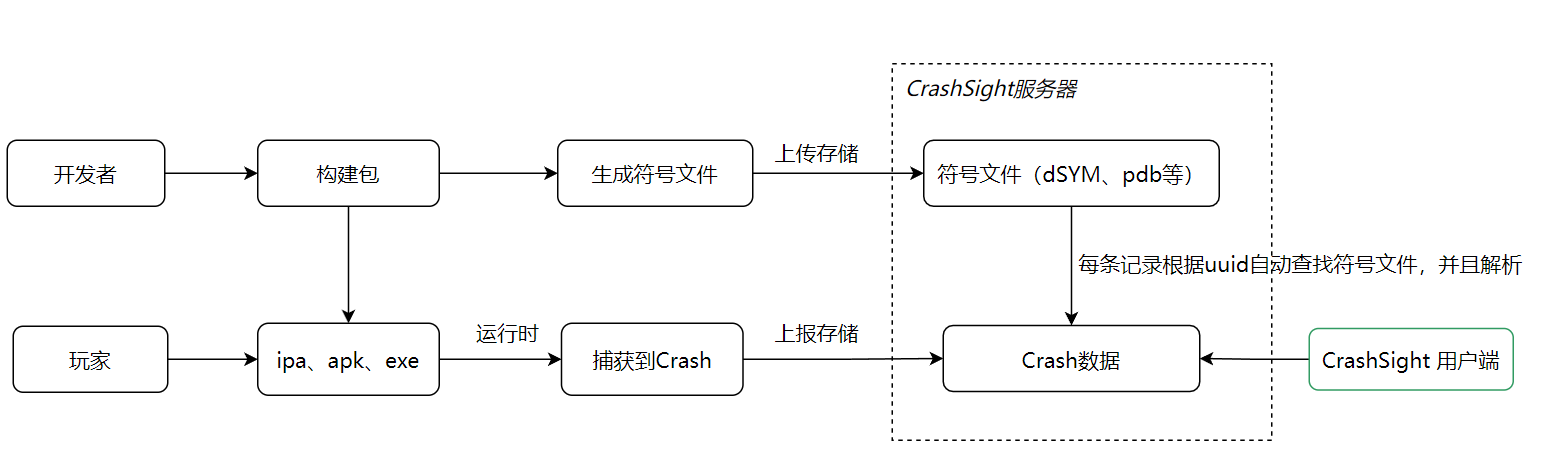 CrashSight服务器
开发者
构建包
生成符号文件
上传存储
符号文件（dSYM、pdb等）
每条记录根据uuid自动查找符号文件，并且解析
玩家
ipa、apk、exe
运行时
捕获到Crash
上报存储
Crash数据
CrashSight 用户端